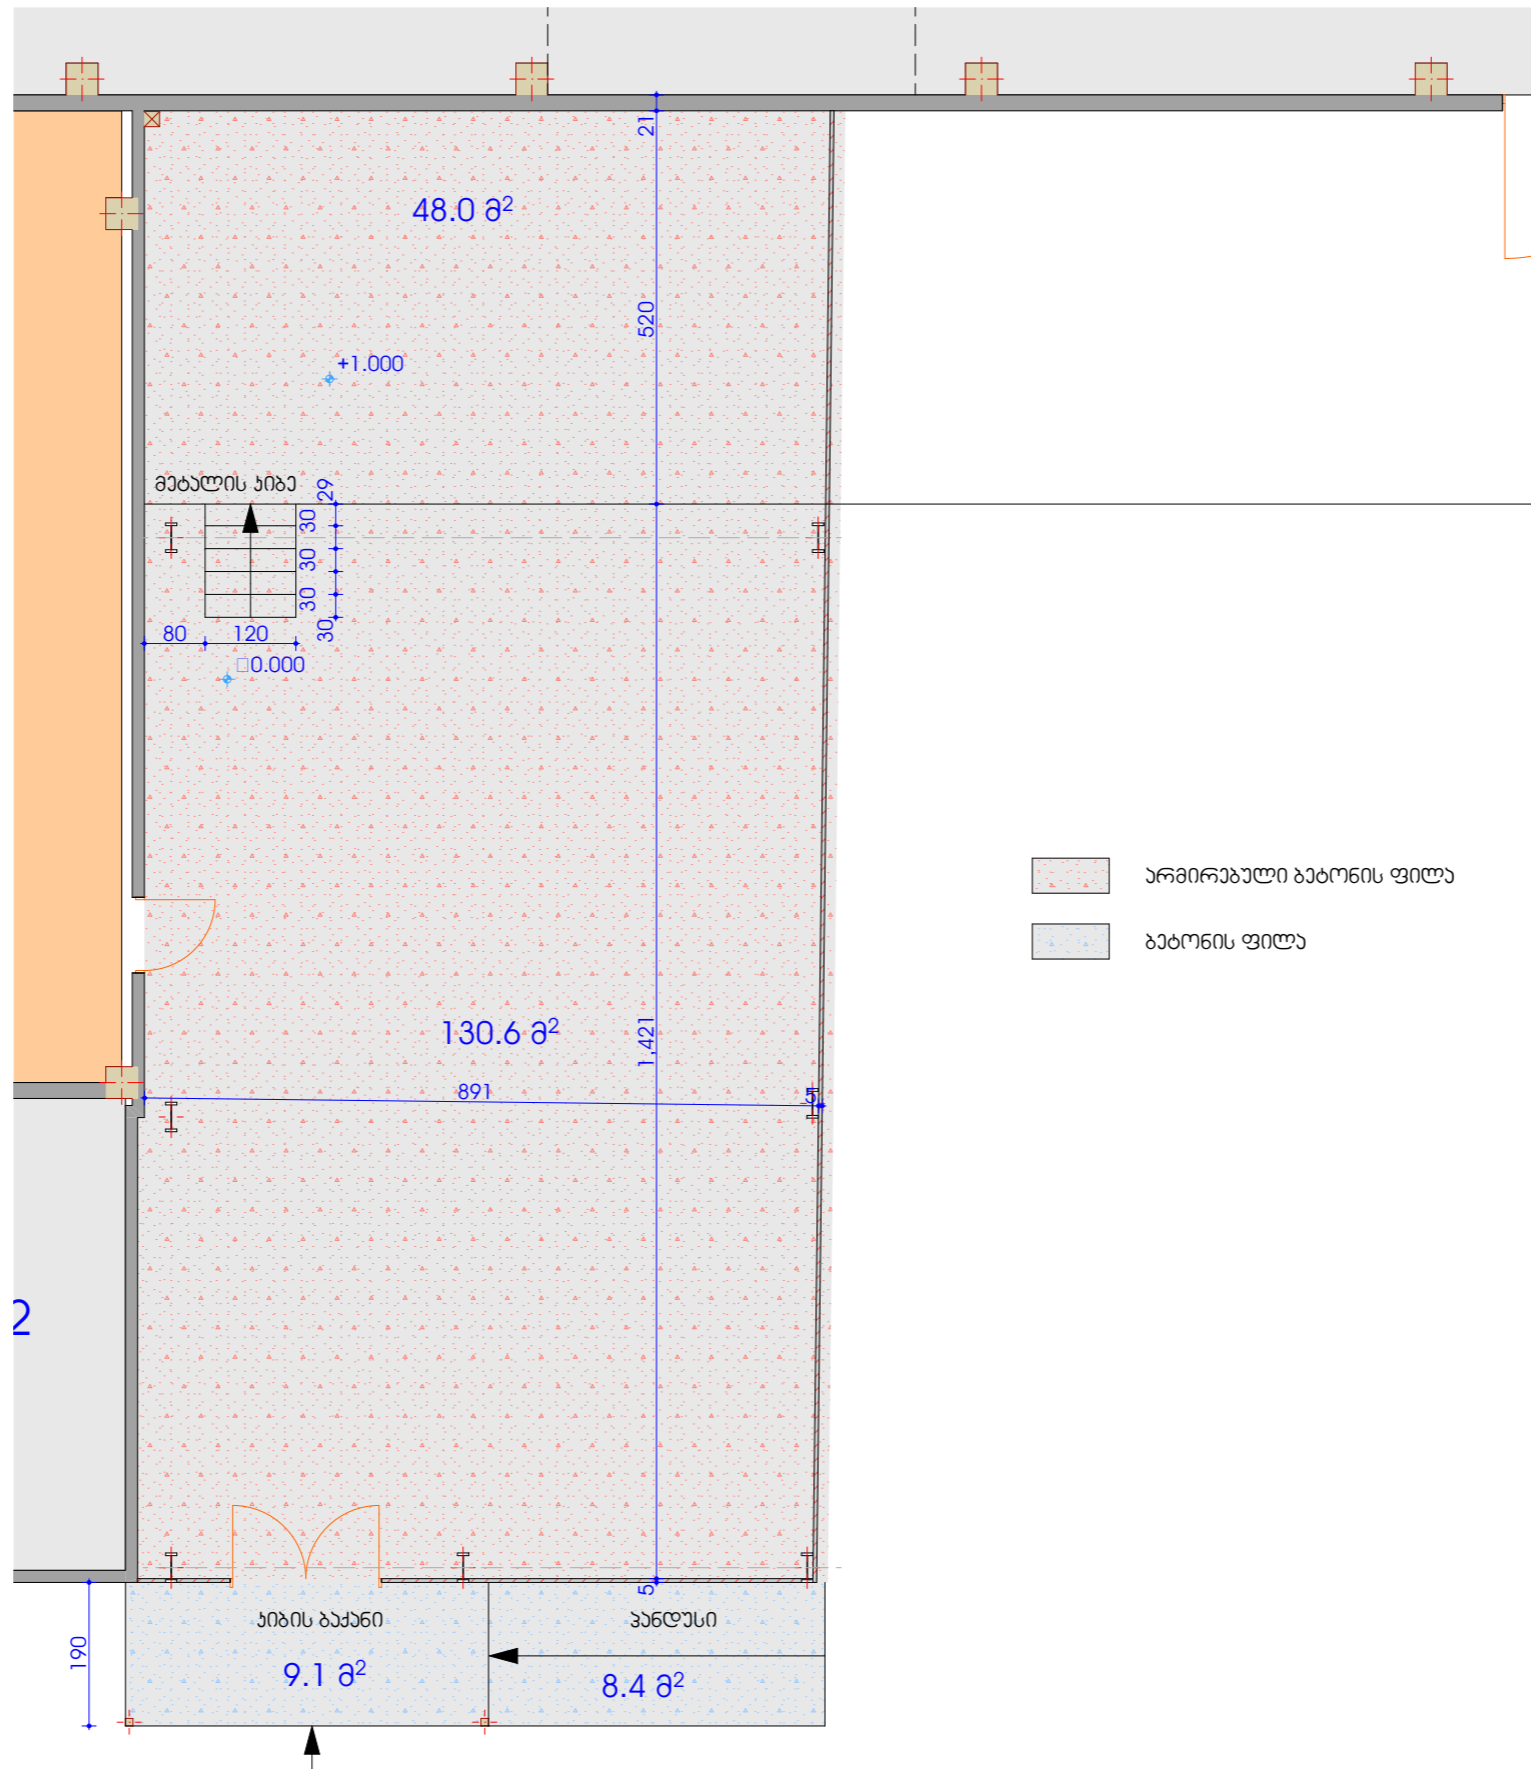 21
48.0 მ²
520
+1.000
მეტალის კიბე
29
30
30
30
30
80
120
□0.000
არმირებული ბეტონის ფილა
ბეტონის ფილა
130.6 მ²
1,421
891
5
2
5
კიბის ბაქანი
პანდუსი
190
9.1 მ²
8.4 მ²